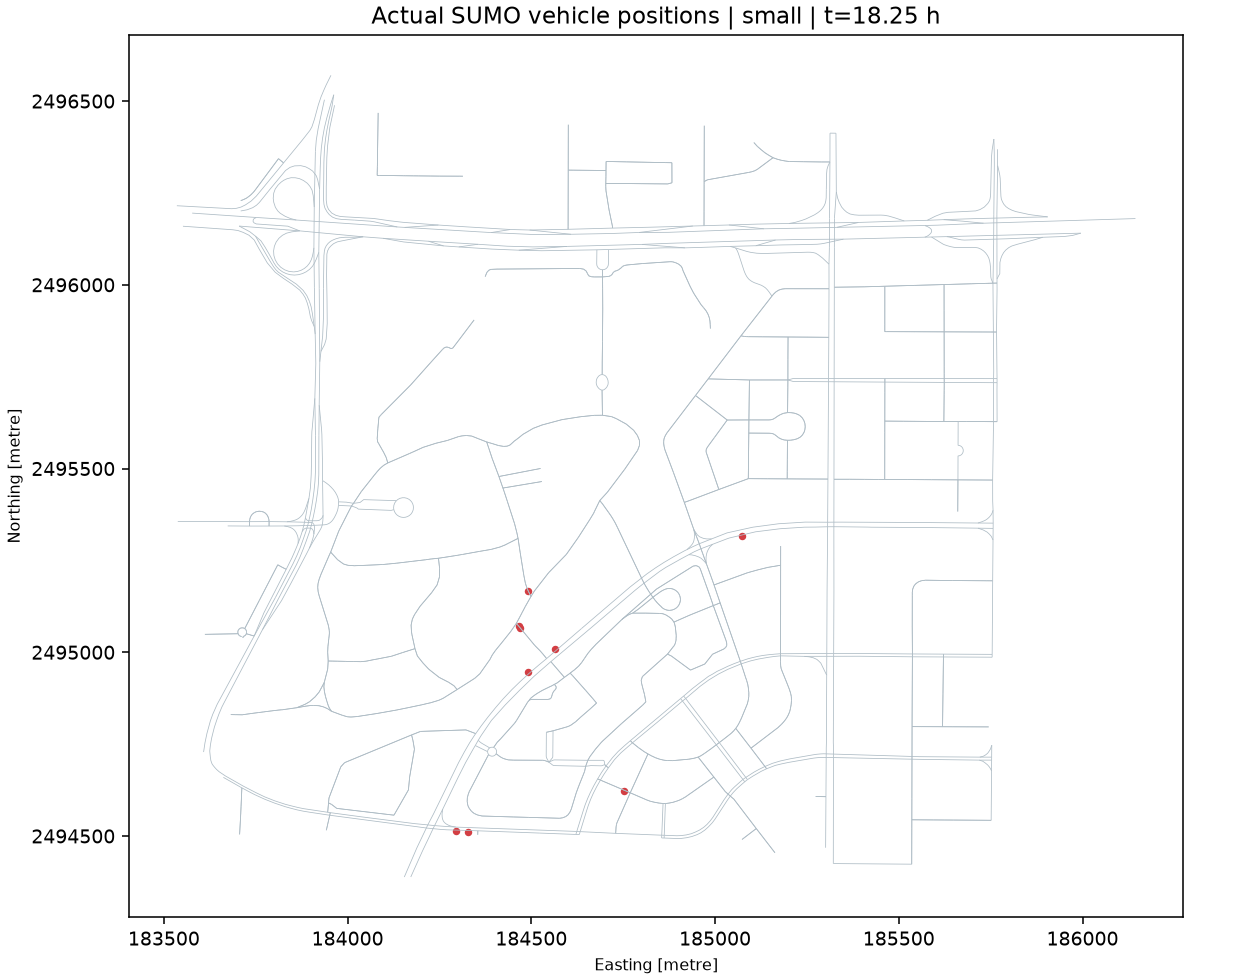 Actual SUMO vehicle positions | small | t=18.25 h
2496500
2496000
2495500
2495000
2494500
Northing [metre]
183500 184000 184500 185000 185500 186000
Easting [metre]